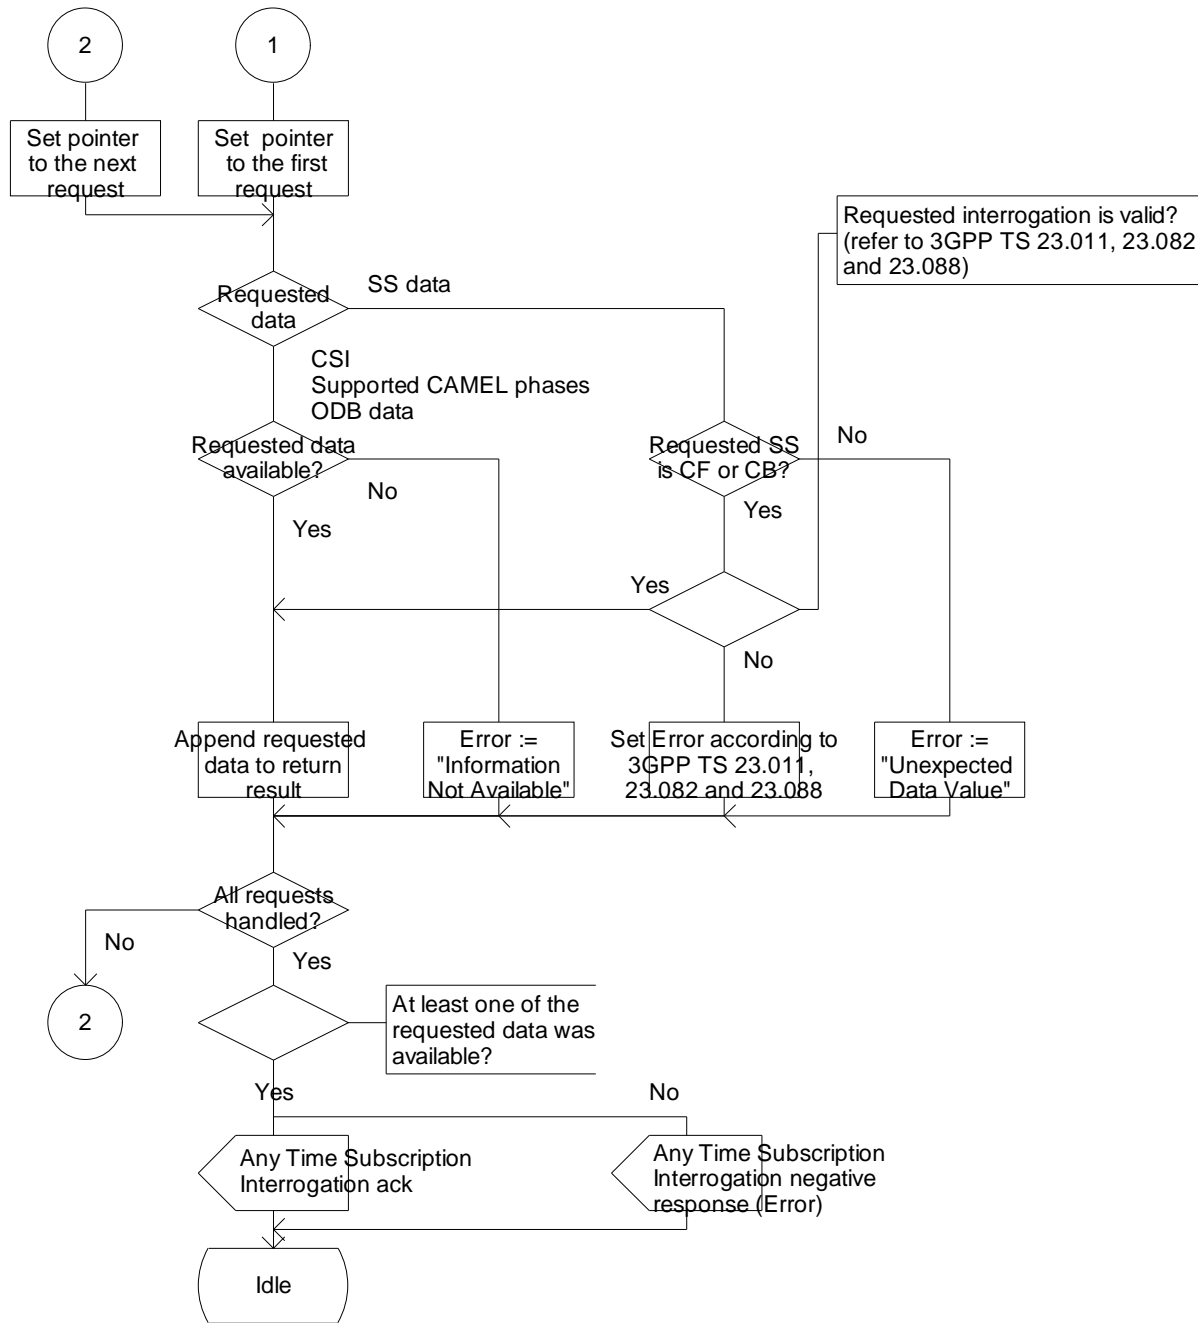 2
1
Set pointer
to the next
request
Set pointer
to the first
request
Requested interrogation is valid?
(refer to 3GPP TS 23.011, 23.082
and 23.088)
Requested
data
SS data
CSI
Supported CAMEL phases
ODB data
Requested data
available?
No
Yes
Requested SS
is CF or CB?
No
Yes
Yes
No
Append requested
data to return
result
Error :=
"Information
Not Available"
Set Error according to
3GPP TS 23.011,
23.082 and 23.088
Error :=
"Unexpected
Data Value"
All requests
handled?
No
Yes
2
At least one of the
requested data was
available?
Yes
No
Any Time Subscription
Interrogation ack
Any Time Subscription
Interrogation negative
response (Error)
Idle